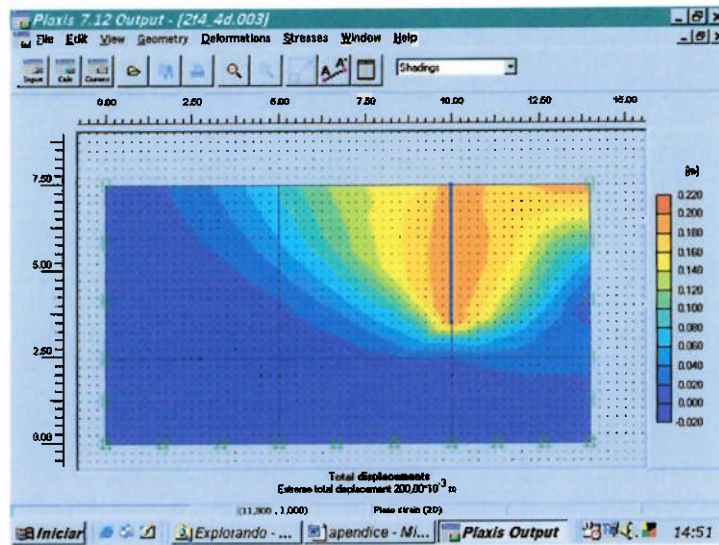 Plaxis 7.12 Output - [2f4_4d.003]
File Edit View Geometry Deformations Stresses Window Help
Input Calc Curves Shadings
0.00 2.50 5.00 7.50 10.00 12.50 15.00
7.50
5.00
2.50
0.00
[m]
0.220
0.200
0.180
0.160
0.140
0.120
0.100
0.080
0.060
0.040
0.020
0.000
-0.020
Total displacements
Extreme total displacement 200,00*10⁻³ m
(11,300 , 1,000) Plane strain (2D)
Iniciar Explorando - ... apendice - Mi... Plaxis Output 14:51